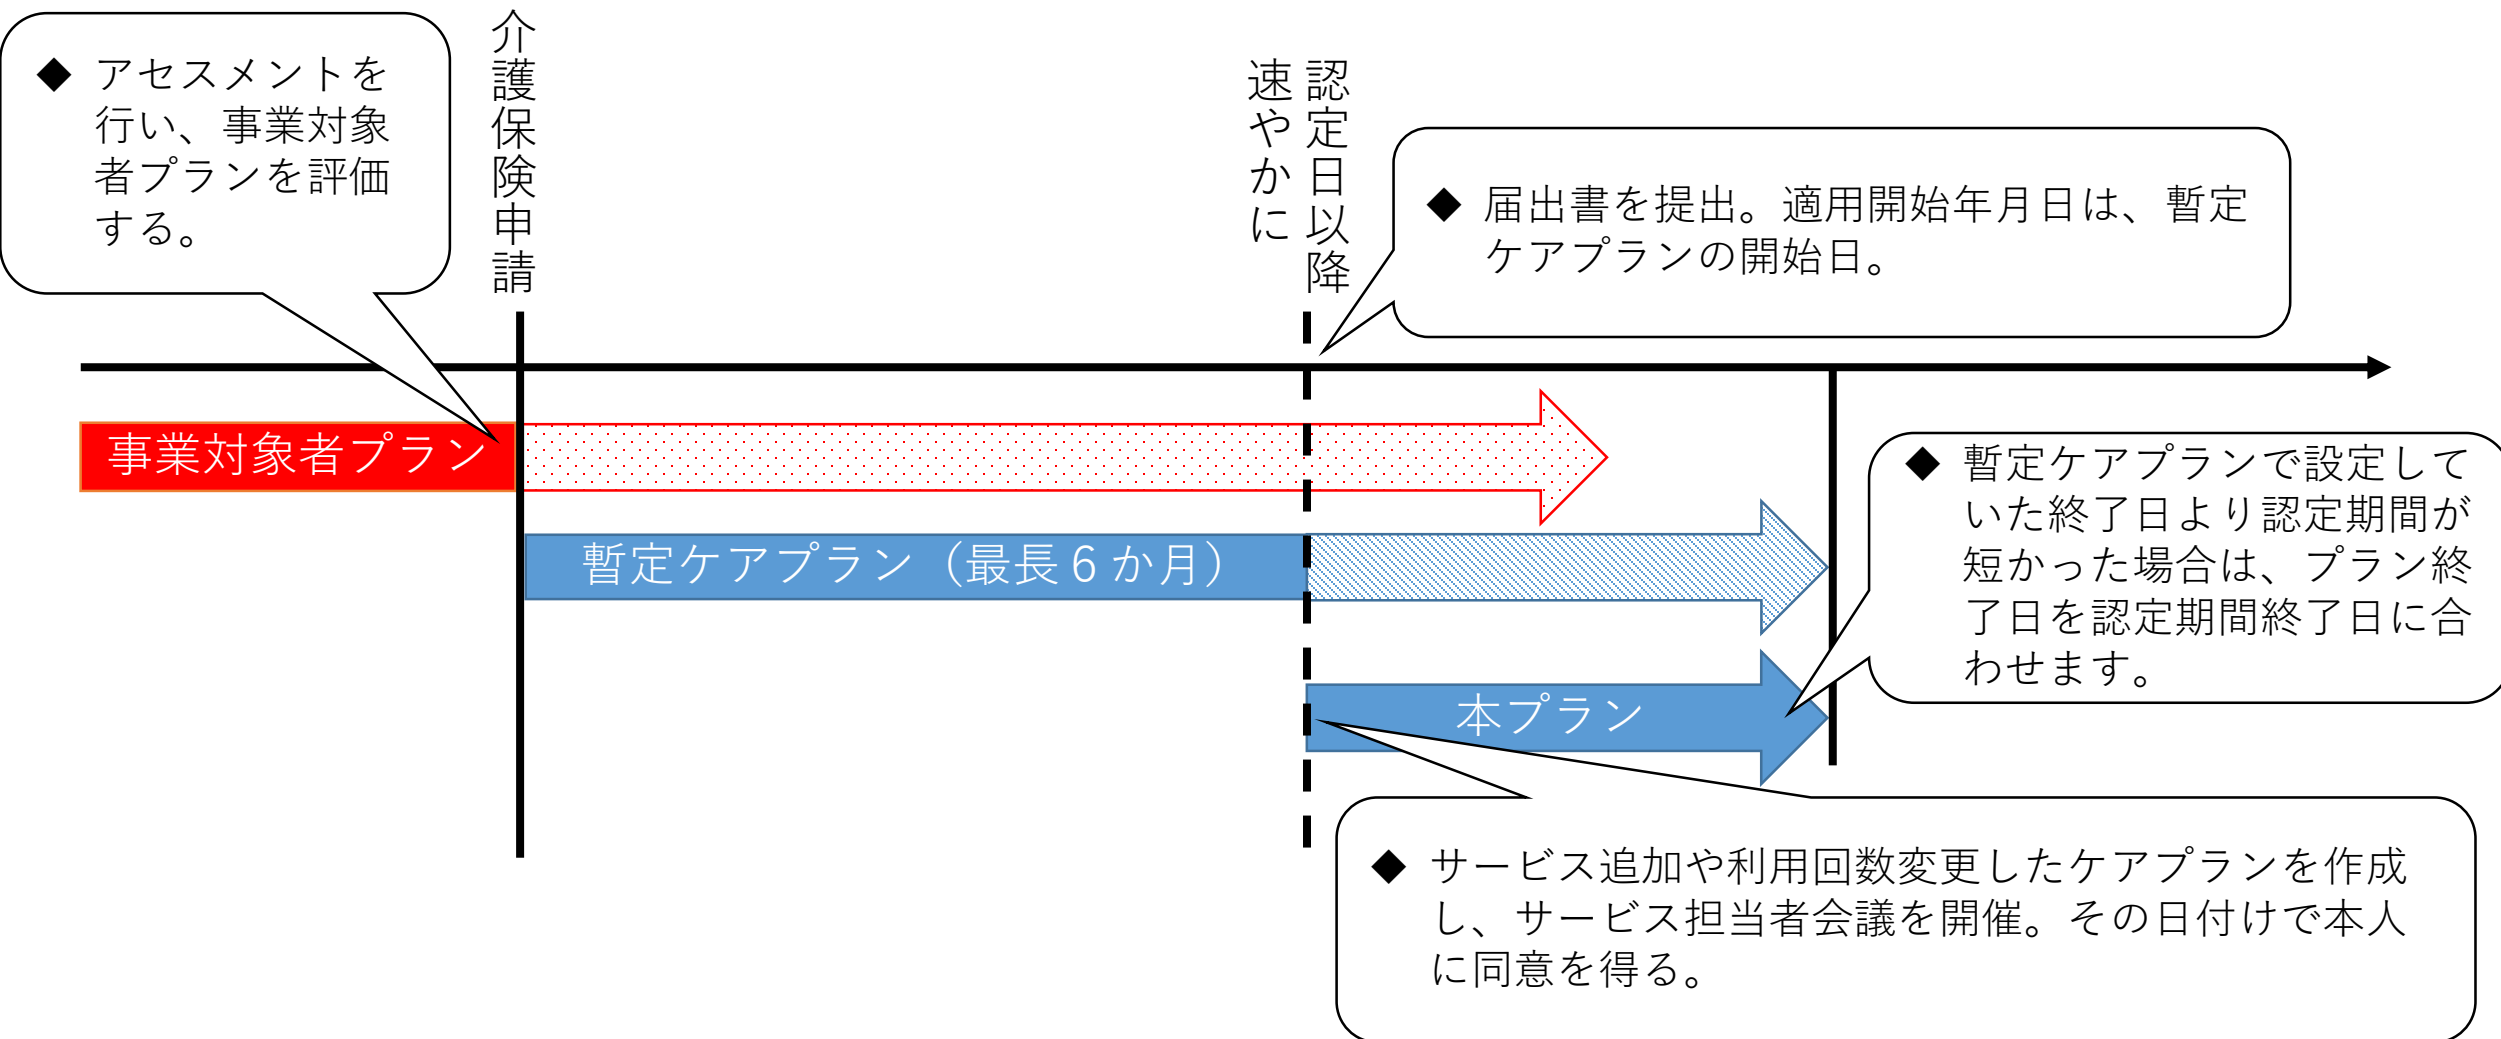 ◆ アセスメントを
行い、事業対象
者プランを評価
する。
介護保険申請
認定日以降
速やかに
◆ 届出書を提出。適用開始年月日は、暫定
ケアプランの開始日。
事業対象者プラン
暫定ケアプラン（最長６か月）
◆ 暫定ケアプランで設定して
いた終了日より認定期間が
短かった場合は、プラン終
了日を認定期間終了日に合
わせます。
本プラン
◆ サービス追加や利用回数変更したケアプランを作成
し、サービス担当者会議を開催。その日付けで本人
に同意を得る。